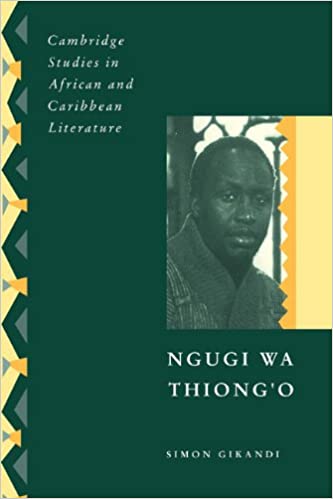 Cambridge
Studies in
African and
Caribbean
Literature
NGUGI WA
THIONG'O
SIMON GIKANDI